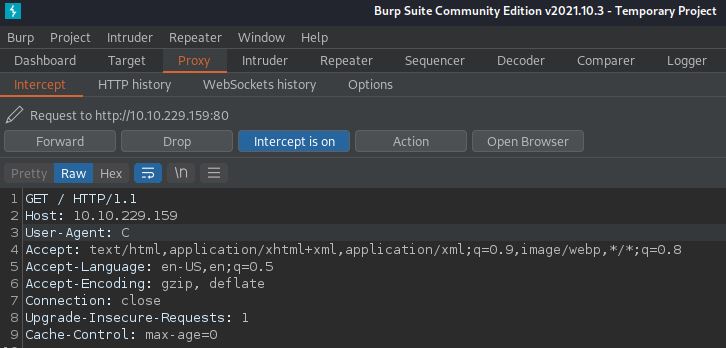 Burp Suite Community Edition v2021.10.3 - Temporary Project
Burp Project Intruder Repeater Window Help
Dashboard Target Proxy Intruder Repeater Sequencer Decoder Comparer Logger
Intercept HTTP history WebSockets history Options
Request to http://10.10.229.159:80
Forward Drop Intercept is on Action Open Browser
Pretty Raw Hex \n
1 GET / HTTP/1.1
2 Host: 10.10.229.159
3 User-Agent: C
4 Accept: text/html,application/xhtml+xml,application/xml;q=0.9,image/webp,*/*;q=0.8
5 Accept-Language: en-US,en;q=0.5
6 Accept-Encoding: gzip, deflate
7 Connection: close
8 Upgrade-Insecure-Requests: 1
9 Cache-Control: max-age=0